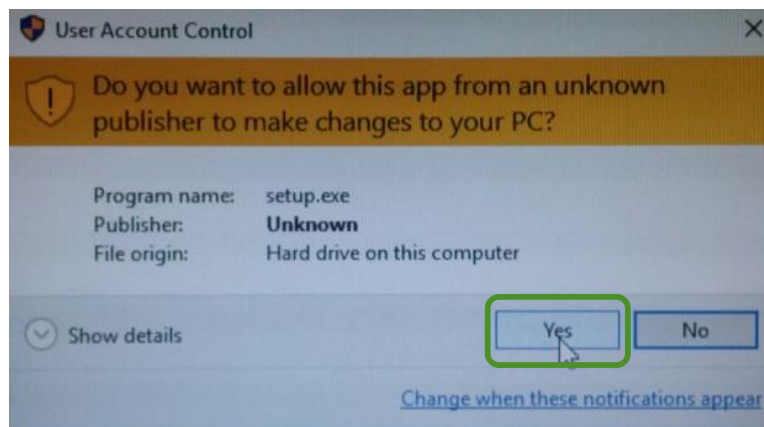 User Account Control
Do you want to allow this app from an unknown
publisher to make changes to your PC?
Program name: setup.exe
Publisher: Unknown
File origin: Hard drive on this computer
Show details
Yes
No
Change when these notifications appear